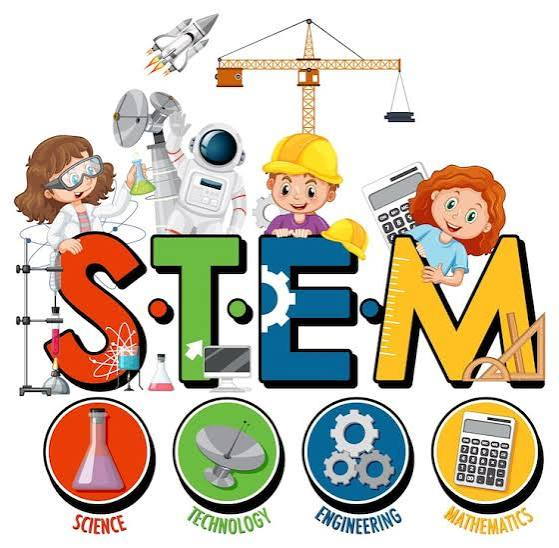 S.T.E.M
SCIENCE
TECHNOLOGY
ENGINEERING
MATHEMATICS